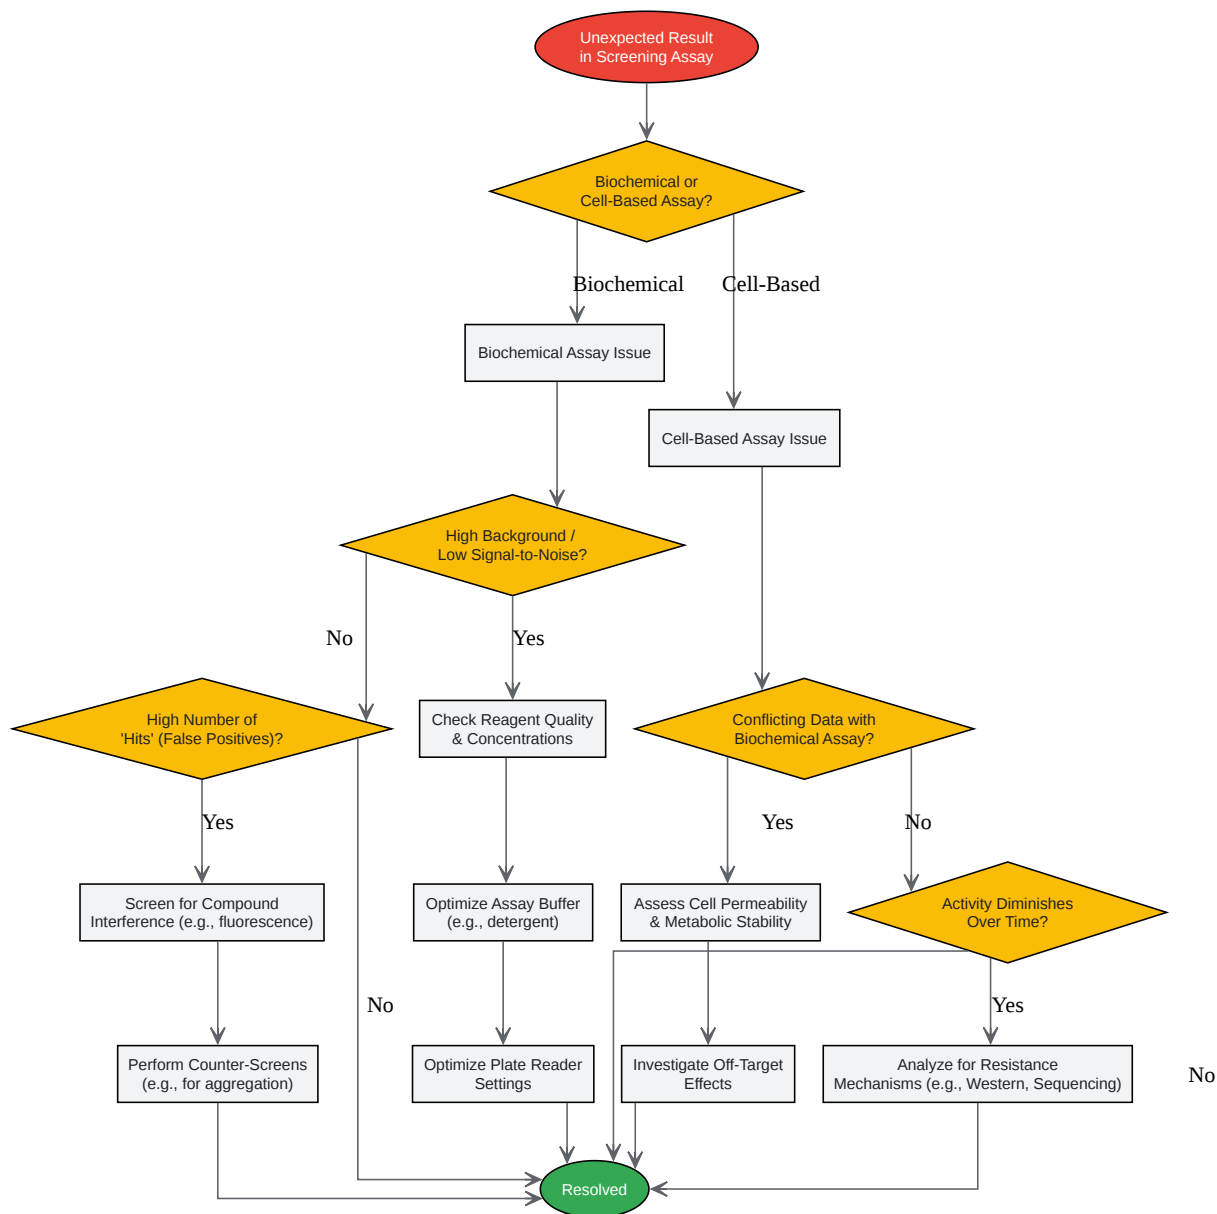 Unexpected Result
in Screening Assay
Biochemical or
Cell-Based Assay?
Biochemical
Cell-Based
Biochemical Assay Issue
Cell-Based Assay Issue
High Background /
Low Signal-to-Noise?
No
Yes
High Number of
'Hits' (False Positives)?
Check Reagent Quality
& Concentrations
Conflicting Data with
Biochemical Assay?
Yes
Yes
No
Screen for Compound
Interference (e.g., fluorescence)
Optimize Assay Buffer
(e.g., detergent)
Assess Cell Permeability
& Metabolic Stability
Activity Diminishes
Over Time?
No
Yes
Perform Counter-Screens
(e.g., for aggregation)
Optimize Plate Reader
Settings
Investigate Off-Target
Effects
Analyze for Resistance
Mechanisms (e.g., Western, Sequencing)
No
Resolved